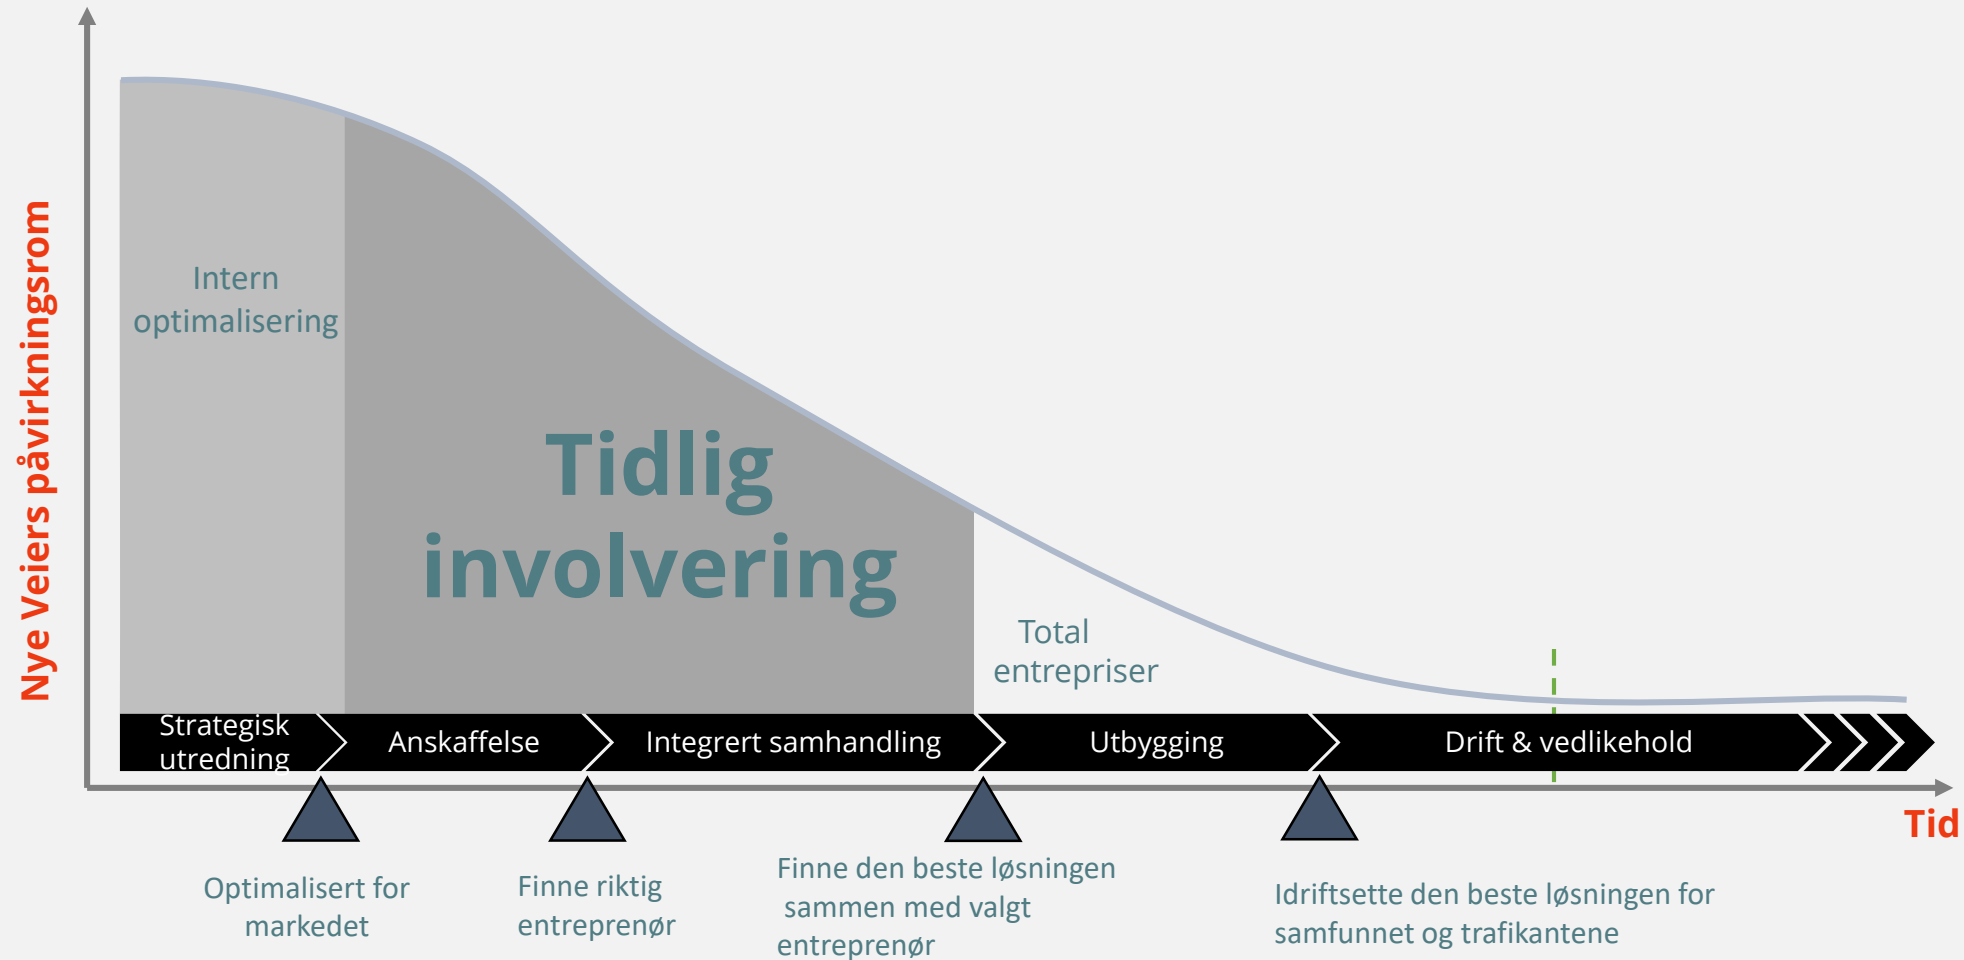 Nye Veiers påvirkningsrom
Intern
optimalisering
Tidlig
involvering
Total
entrepriser
Strategisk
utredning
Anskaffelse
Integrert samhandling
Utbygging
Drift & vedlikehold
Tid
Optimalisert for
markedet
Finne riktig
entreprenør
Finne den beste løsningen
sammen med valgt
entreprenør
Idriftsette den beste løsningen for
samfunnet og trafikantene